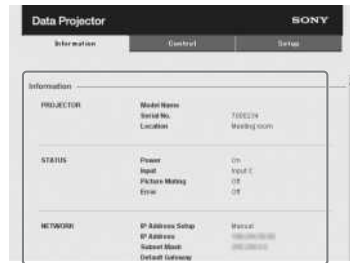 Data Projector SONY
Information Control Setup
Information
PROJECTOR Model Name
Serial No. 7000234
Location Meeting room
STATUS Power On
Input Input C
Picture Muting Off
Error Off
NETWORK IP Address Setup Manual
IP Address
Subnet Mask
Default Gateway